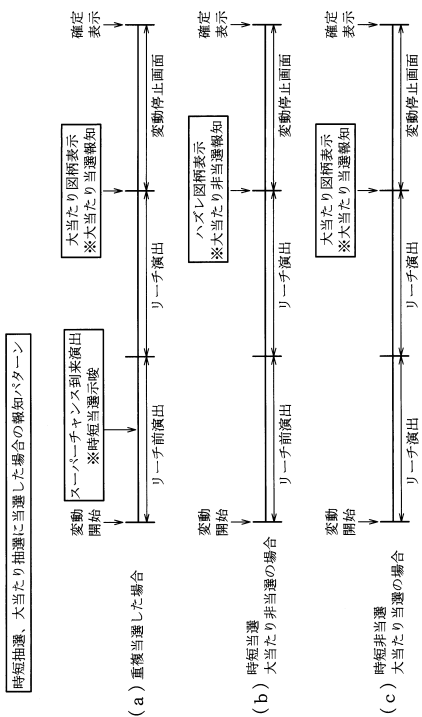 時短抽選、大当たり抽選に当選した場合の報知パターン
(a) 重複当選した場合
変動
開始
スーパーチャンス到来演出
※時短当選示唆
大当たり図柄表示
※大当たり当選報知
確定
表示
リーチ前演出
リーチ演出
変動停止画面
(b) 時短当選
大当たり非当選の場合
変動
開始
ハズレ図柄表示
※大当たり非当選報知
確定
表示
リーチ前演出
リーチ演出
変動停止画面
(c) 時短非当選
大当たり当選の場合
変動
開始
大当たり図柄表示
※大当たり当選報知
確定
表示
リーチ演出
リーチ演出
変動停止画面